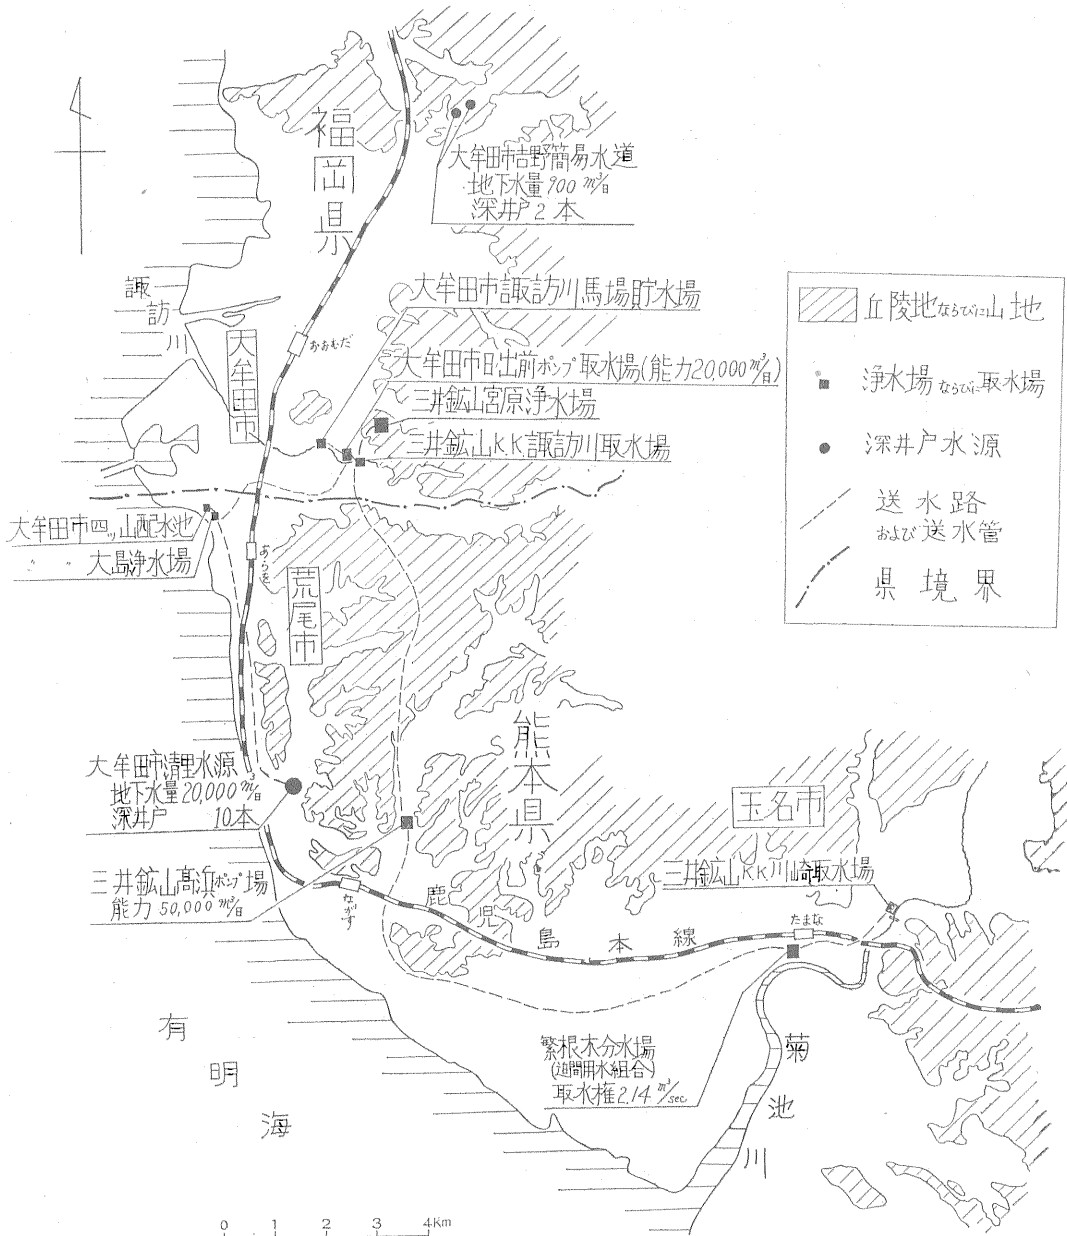 福岡県
大牟田市吉野簡易水道
地下水量900m³/日
深井戸2本
諏訪川
大牟田市
おおむた
大牟田市諏訪川馬場貯水場
大牟田市日出前ポンプ取水場(能力20,000m³/日)
三井鉱山宮原浄水場
三井鉱山K.K諏訪川取水場
丘陵地ならびに山地
浄水場ならびに取水場
深井戸水源
送水路
および送水管
県境界
大牟田市四ッ山配水池
〃 〃 大島浄水場
あらを
荒尾市
熊本県
大牟田市清里水源
地下水量20,000m³/日
深井戸 10本
三井鉱山高浜ポンプ場
能力50,000m³/日
ながす
鹿児島本線
玉名市
三井鉱山K.K川崎取水場
たまな
繁根木分水場
(迫間用水組合)
取水権2.14m³/sec
菊池川
有明海
0 1 2 3 4Km